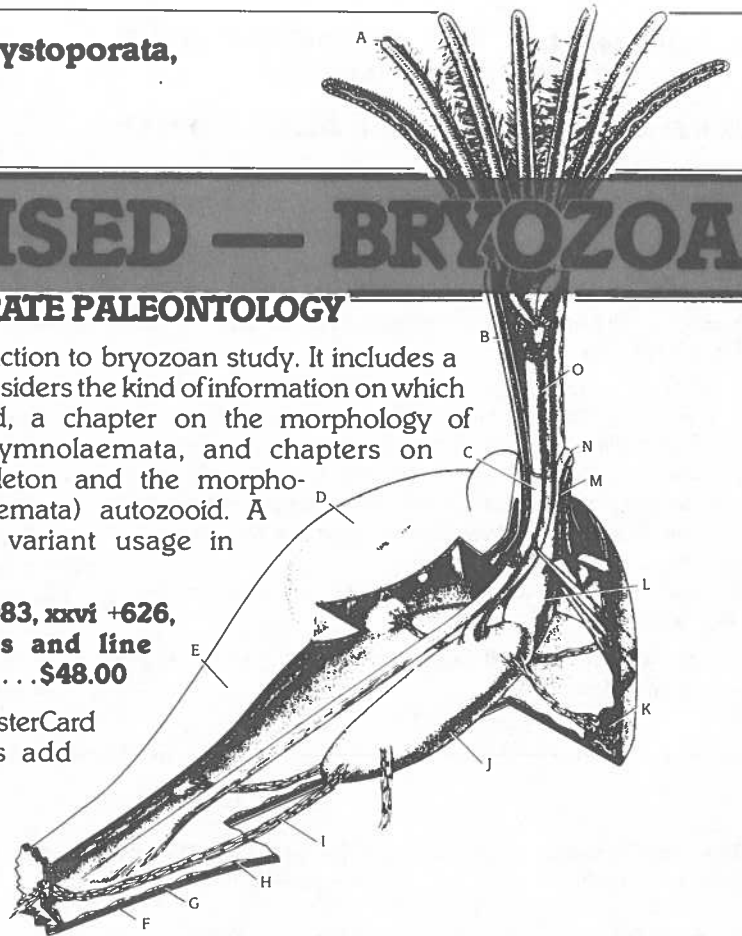 ystoporata,
A
ISED — BRYOZOA
RATE PALEONTOLOGY
ction to bryozoan study. It includes a
siders the kind of information on which
d, a chapter on the morphology of
ymnolaemata, and chapters on
leton and the morpho-
emata) autozooid. A
variant usage in
83, xxvi +626,
s and line
...$48.00
sterCard
s add
B
O
C
N
M
D
L
E
K
J
I
H
G
F